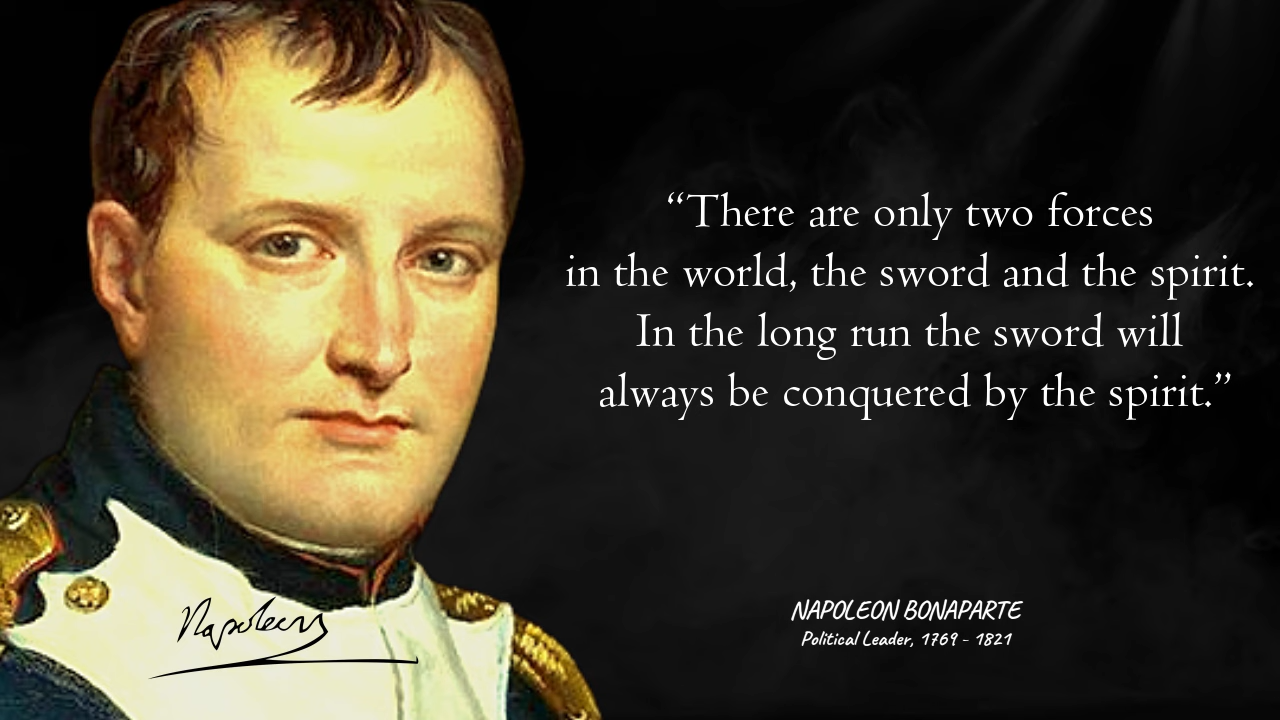 “There are only two forces
in the world, the sword and the spirit.
In the long run the sword will
always be conquered by the spirit.”
Napoleon
NAPOLEON BONAPARTE
Political Leader, 1769 - 1821